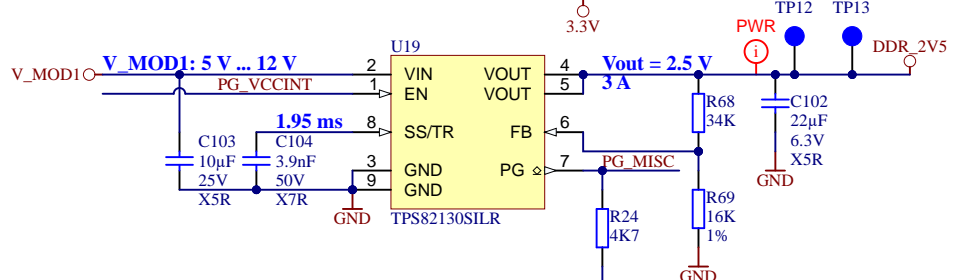 TP12
TP13
3.3V
PWR
i
DDR_2V5
U19
V_MOD1
V_MOD1: 5 V ... 12 V
2
VIN
VOUT
4
Vout = 2.5 V
PG_VCCINT
1
EN
VOUT
5
3 A
R68
34K
C102
22µF
6.3V
X5R
GND
1.95 ms
8
SS/TR
FB
6
C103
10µF
25V
X5R
C104
3.9nF
50V
X7R
3
GND
PG
7
PG_MISC
9
GND
GND
TPS82130SILR
R24
4K7
R69
16K
1%
GND